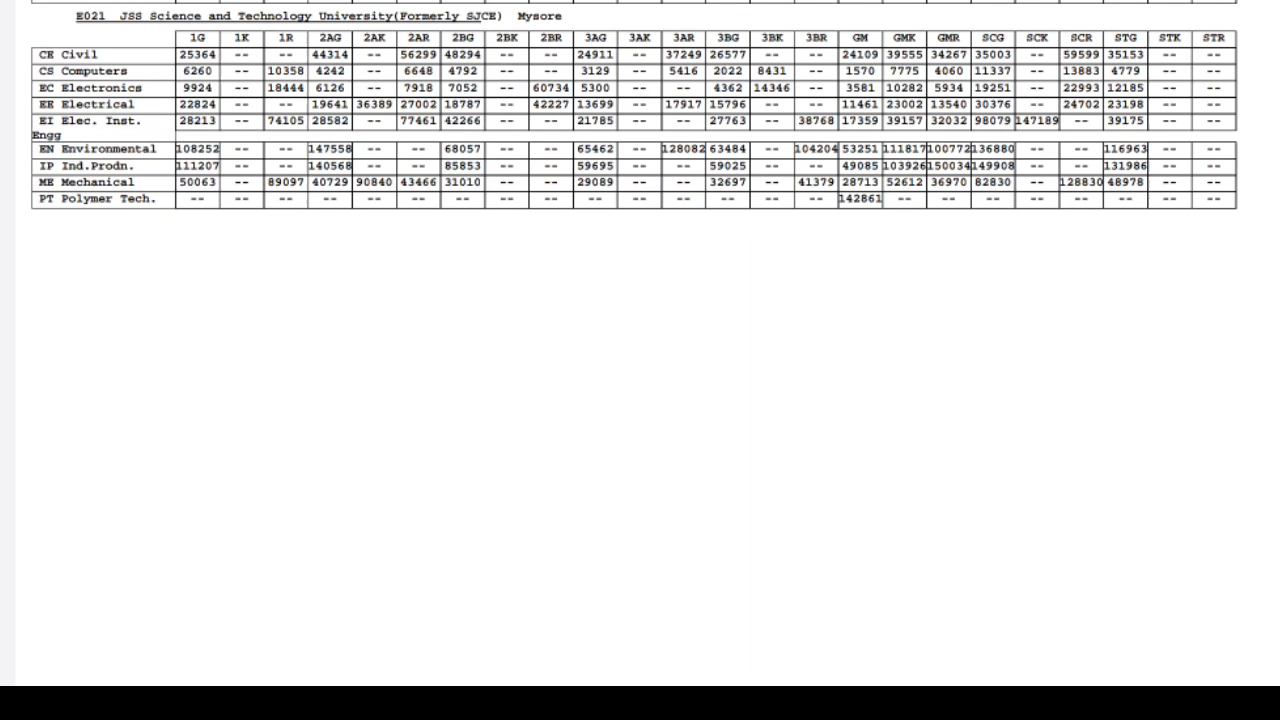 E021 JSS Science and Technology University(Formerly SJCE) Mysore
1G 1K 1R 2AG 2AK 2AR 2BG 2BK 2BR 3AG 3AK 3AR 3BG 3BK 3BR GM GMK GMR SCG SCK SCR STG STK STR
CE Civil 25364 -- -- 44314 -- 56299 48294 -- -- 24911 -- 37249 26577 -- -- 24109 39555 34267 35003 -- 59599 35153 -- --
CS Computers 6260 -- 10358 4242 -- 6648 4792 -- -- 3129 -- 5416 2022 8431 -- 1570 7775 4060 11337 -- 13883 4779 -- --
EC Electronics 9924 -- 18444 6126 -- 7918 7052 -- 60734 5300 -- -- 4362 14346 -- 3581 10282 5934 19251 -- 22993 12185 -- --
EE Electrical 22824 -- -- 19641 36389 27002 18787 -- 42227 13699 -- 17917 15796 -- -- 11461 23002 13540 30376 -- 24702 23198 -- --
EI Elec. Inst. 28213 -- 74105 28582 -- 77461 42266 -- -- 21785 -- -- 27763 -- 38768 17359 39157 32032 98079 147189 -- 39175 -- --
Engg
EN Environmental 108252 -- -- 147558 -- -- 68057 -- -- 65462 -- 128082 63484 -- 104204 53251 111817 100772 136880 -- -- 116963 -- --
IP Ind.Prodn. 111207 -- -- 140568 -- -- 85853 -- -- 59695 -- -- 59025 -- -- 49085 103926 150034 149908 -- -- 131986 -- --
ME Mechanical 50063 -- 89097 40729 90840 43466 31010 -- -- 29089 -- -- 32697 -- 41379 28713 52612 36970 82830 -- 128830 48978 -- --
PT Polymer Tech. -- -- -- -- -- -- -- -- -- -- -- -- -- -- -- 142861 -- -- -- -- -- -- -- --